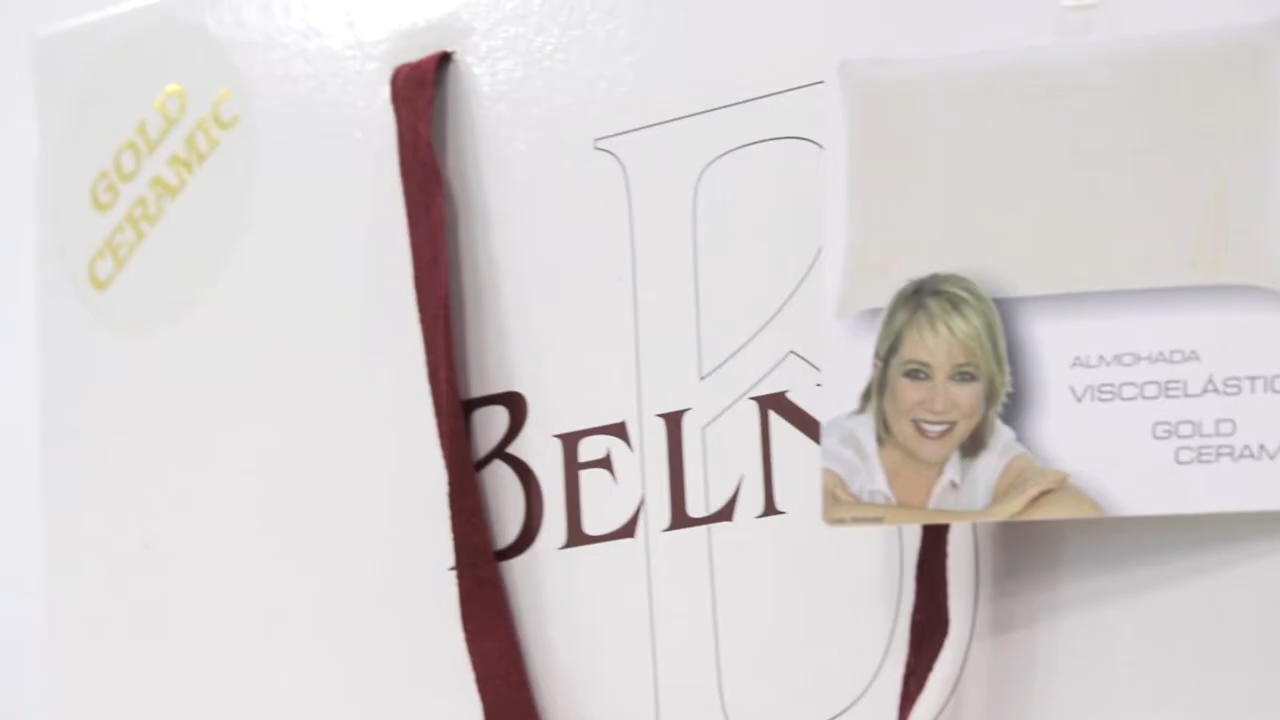 GOLD
CERAMIC
BELN
ALMOHADA
VISCOELÁSTIC
GOLD
CERAM